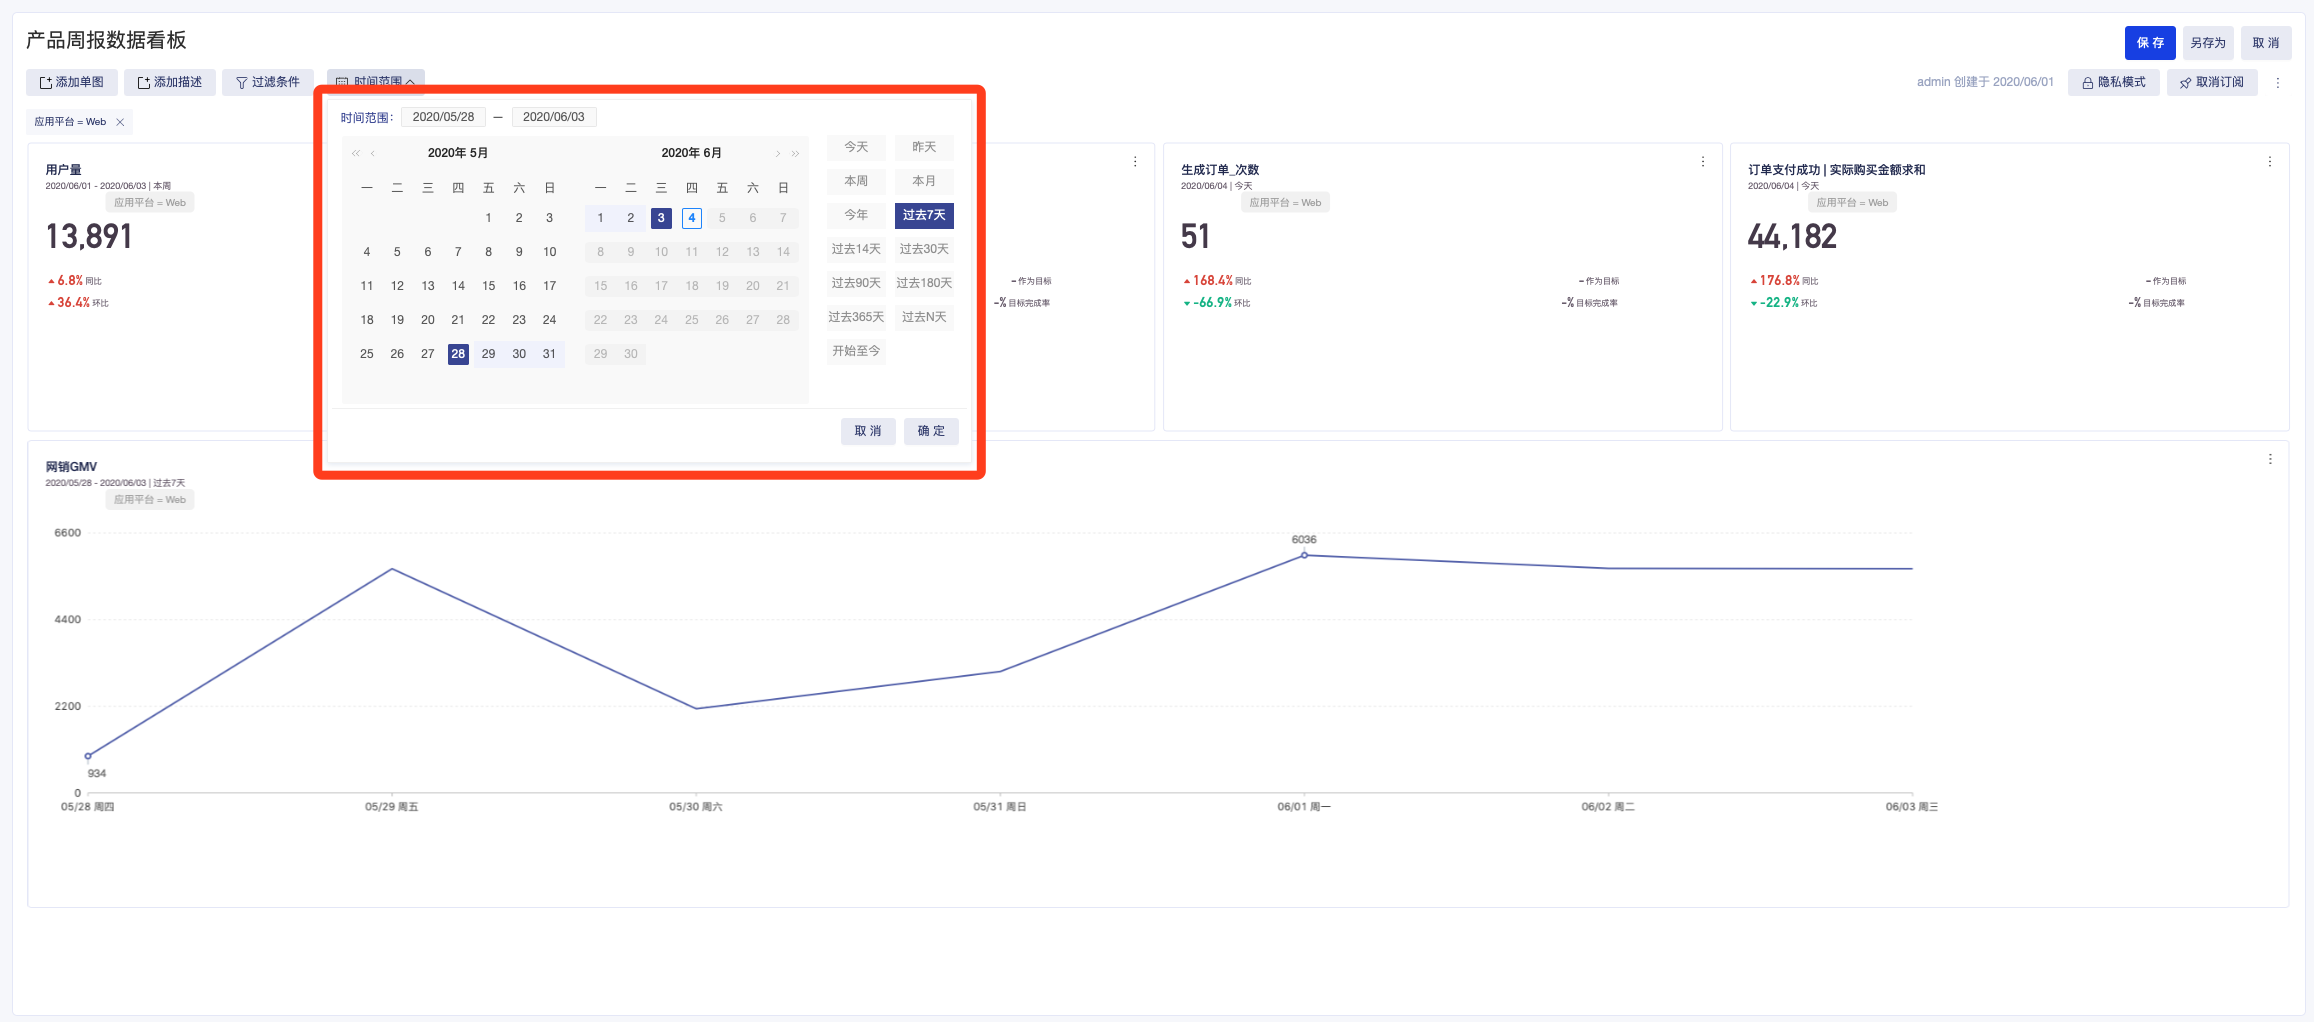 产品周报数据看板
保 存 另存为 取 消
添加单图 添加描述 过滤条件 时间范围
admin 创建于 2020/06/01 隐私模式 取消订阅
应用平台 = Web
时间范围: 2020/05/28 — 2020/06/03
2020年 5月
一 二 三 四 五 六 日
1 2 3
4 5 6 7 8 9 10
11 12 13 14 15 16 17
18 19 20 21 22 23 24
25 26 27 28 29 30 31
2020年 6月
一 二 三 四 五 六 日
1 2 3 4 5 6 7
8 9 10 11 12 13 14
15 16 17 18 19 20 21
22 23 24 25 26 27 28
29 30
今天 昨天
本周 本月
今年 过去7天
过去14天 过去30天
过去90天 过去180天
过去365天 过去N天
开始至今
取 消 确 定
用户量
2020/06/01 - 2020/06/03 | 本周
应用平台 = Web
13,891
6.8% 同比
36.4% 环比
- 作为目标
-% 目标完成率
生成订单_次数
2020/06/04 | 今天
应用平台 = Web
51
168.4% 同比 - 作为目标
-66.9% 环比 -% 目标完成率
订单支付成功 | 实际购买金额求和
2020/06/04 | 今天
应用平台 = Web
44,182
176.8% 同比 - 作为目标
-22.9% 环比 -% 目标完成率
网销GMV
2020/05/28 - 2020/06/03 | 过去7天
应用平台 = Web
6600
6036
4400
2200
934
0
05/28 周四 05/29 周五 05/30 周六 05/31 周日 06/01 周一 06/02 周二 06/03 周三